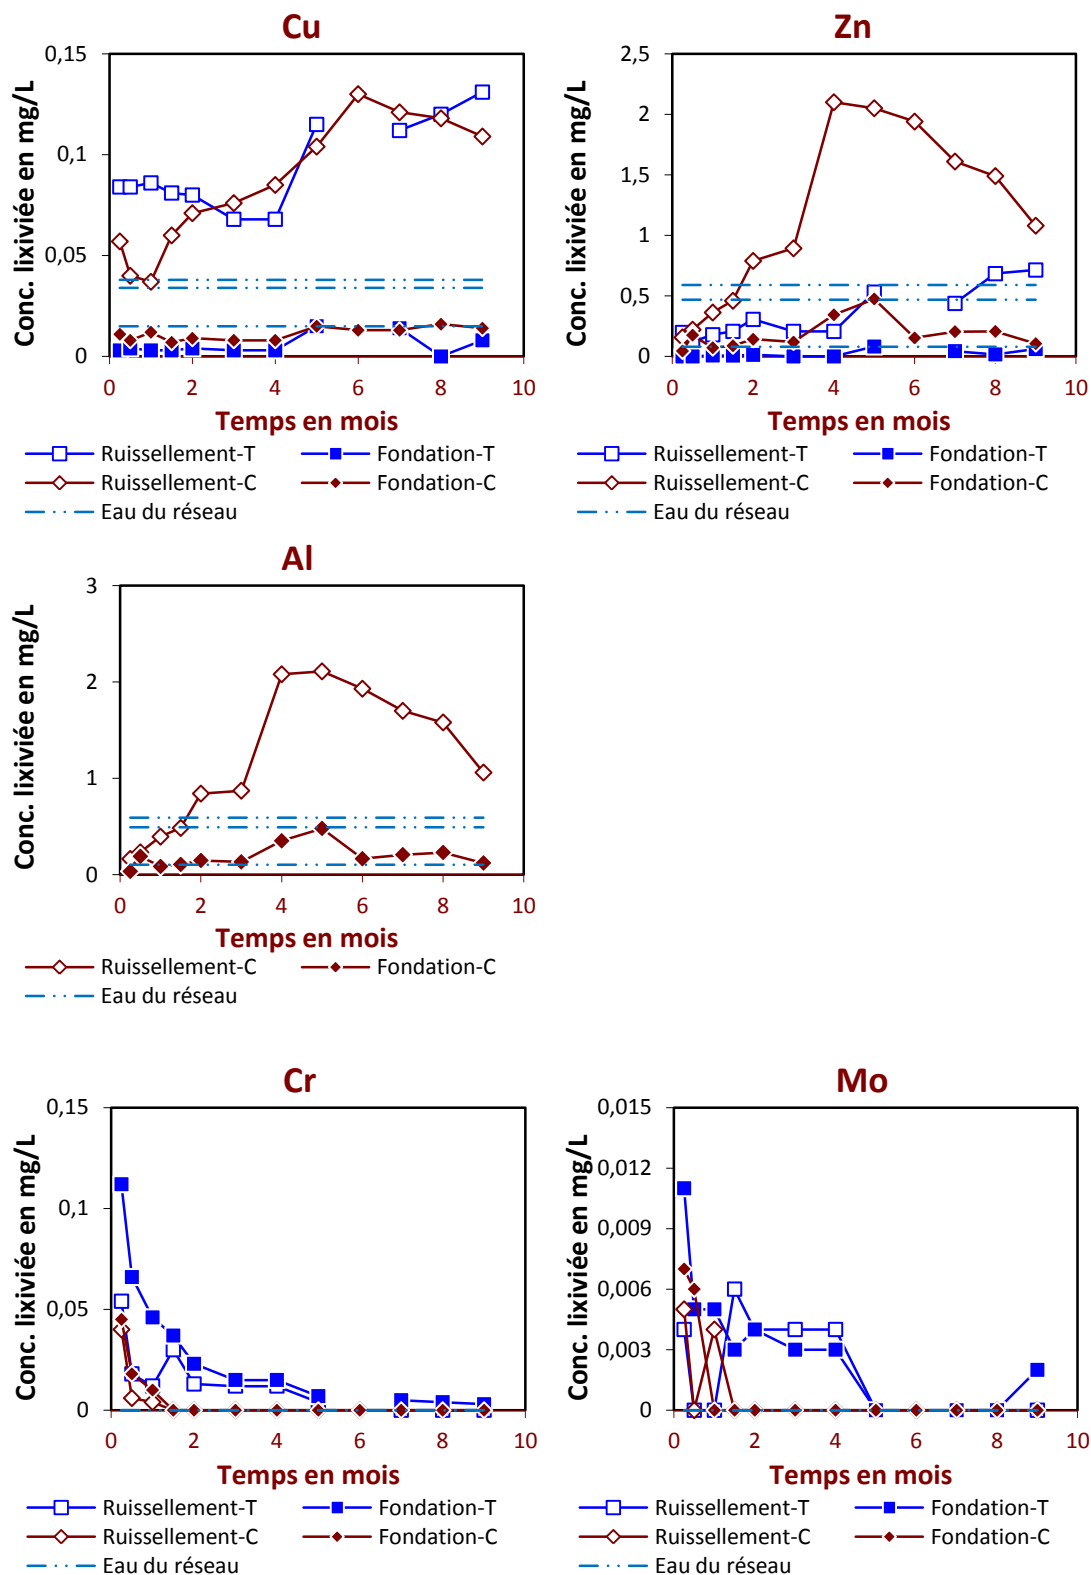 Cu
Conc. lixiviée en mg/L
0,15
0,1
0,05
0
0 2 4 6 8 10
Temps en mois
Ruissellement-T Fondation-T
Ruissellement-C Fondation-C
Eau du réseau
Zn
Conc. lixiviée en mg/L
2,5
2
1,5
1
0,5
0
0 2 4 6 8 10
Temps en mois
Ruissellement-T Fondation-T
Ruissellement-C Fondation-C
Eau du réseau
Al
Conc. lixiviée en mg/L
3
2
1
0
0 2 4 6 8 10
Temps en mois
Ruissellement-C Fondation-C
Eau du réseau
Cr
Conc. lixiviée en mg/L
0,15
0,1
0,05
0
0 2 4 6 8 10
Temps en mois
Ruissellement-T Fondation-T
Ruissellement-C Fondation-C
Eau du réseau
Mo
Conc. lixiviée en mg/L
0,015
0,012
0,009
0,006
0,003
0
0 2 4 6 8 10
Temps en mois
Ruissellement-T Fondation-T
Ruissellement-C Fondation-C
Eau du réseau